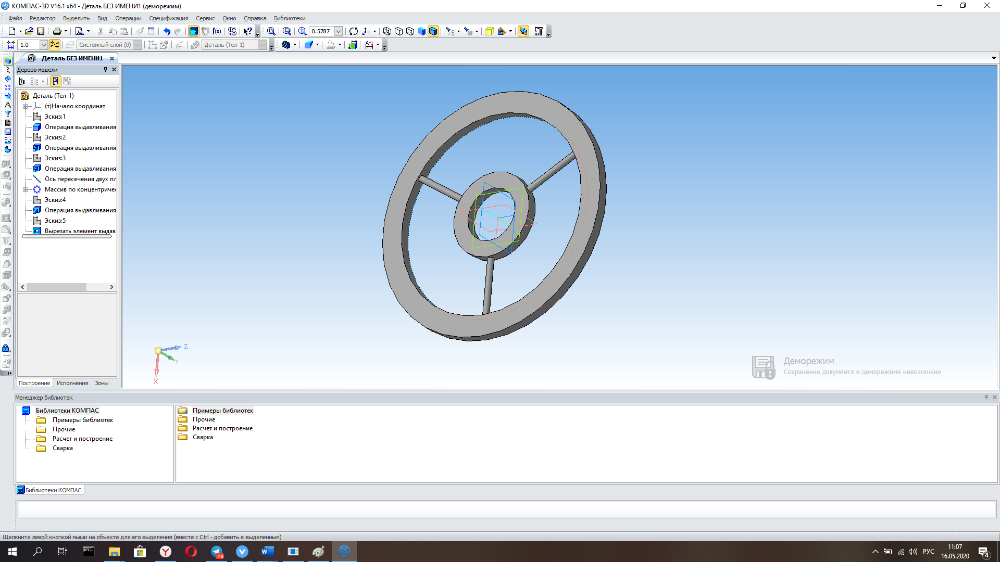 КОМПАС-3D V16.1 x64 - Деталь БЕЗ ИМЕНИ1 (деморежим)
Файл Редактор Выделить Вид Операции Спецификация Сервис Окно Справка Библиотеки
f(x) 0.5787
1.0 Системный слой (0) Деталь (Тел-1)
Деталь БЕЗ ИМЕНИ1
Дерево модели
Деталь (Тел-1)
(т)Начало координат
Эскиз:1
Операция выдавливания
Эскиз:2
Операция выдавливания
Эскиз:3
Операция выдавливания
Ось пересечения двух пл
Массив по концентричес
Эскиз:4
Операция выдавливания
Эскиз:5
Вырезать элемент выдав
Z
Y
X
Деморежим
Сохранение документа в деморежиме невозможно
Построение Исполнения Зоны
Менеджер библиотек
Библиотеки КОМПАС
Примеры библиотек
Прочие
Расчет и построение
Сварка
Примеры библиотек
Прочие
Расчет и построение
Сварка
Библиотеки КОМПАС
Щелкните левой кнопкой мыши на объекте для его выделения (вместе с Ctrl - добавить к выделенным)
49
РУС
11:07
16.05.2020
4